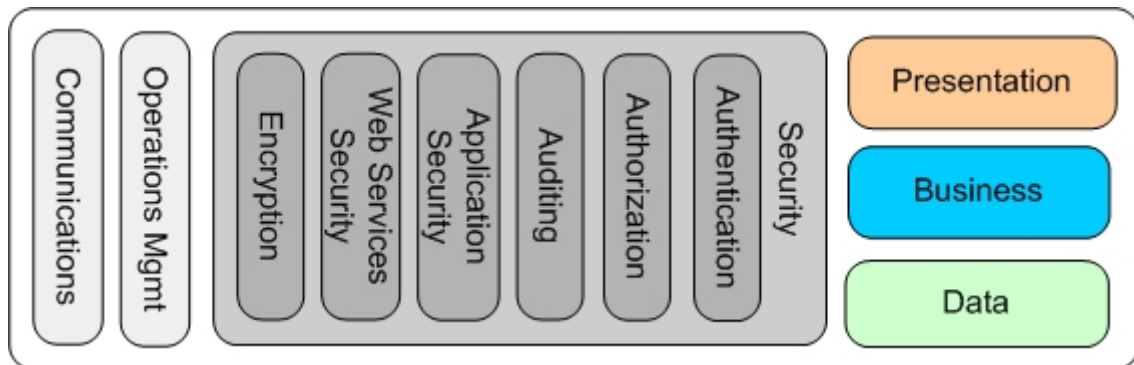 Communications
Operations Mgmt
Encryption
Web Services
Security
Application
Security
Auditing
Authorization
Authentication
Security
Presentation
Business
Data